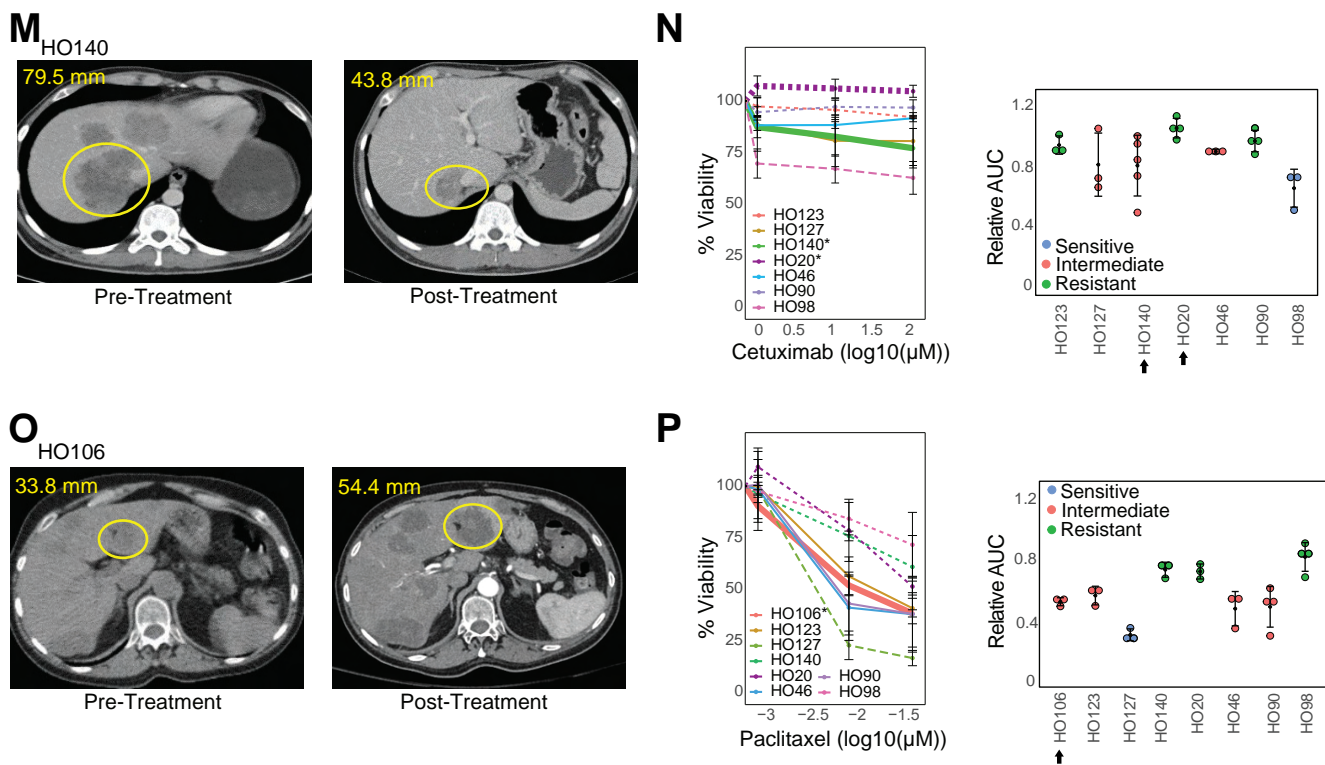 M
HO140
79.5 mm
43.8 mm
Pre-Treatment
Post-Treatment
N
% Viability
100
75
50
25
0
HO123
HO127
HO140*
HO20*
HO46
HO90
HO98
0 0.5 1 1.5 2
Cetuximab (log10(µM))
Relative AUC
1.2
0.8
0.4
0
Sensitive
Intermediate
Resistant
HO123
HO127
HO140
HO20
HO46
HO90
HO98
O
HO106
33.8 mm
54.4 mm
Pre-Treatment
Post-Treatment
P
% Viability
100
75
50
25
0
HO106*
HO123
HO127
HO140
HO20 HO90
HO46 HO98
−3 −2.5 −2 −1.5
Paclitaxel (log10(µM))
Relative AUC
1.2
0.8
0.4
0
Sensitive
Intermediate
Resistant
HO106
HO123
HO127
HO140
HO20
HO46
HO90
HO98